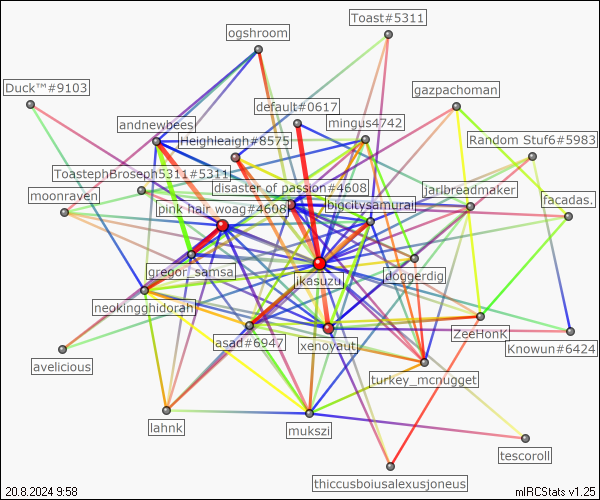 Toast#5311
ogshroom
Duck™#9103
gazpachoman
default#0617
andnewbees
mingus4742
Heighleaigh#8575
Random Stuf6#5983
ToastephBroseph5311#5311
disaster of passion#4608
jarlbreadmaker
moonraven
facadas.
pink hair woag#4608
bigcitysamurai
gregor_samsa
jikasuzu
doggerdig
neokingghidorah
ZeeHonK
asad#6947
xenovaut
Knowun#6424
avelicious
turkey_mcnugget
lahnk
mukszi
tescoroll
thiccusboiusalexusjoneus
20.8.2024 9:58
mIRCStats v1.25